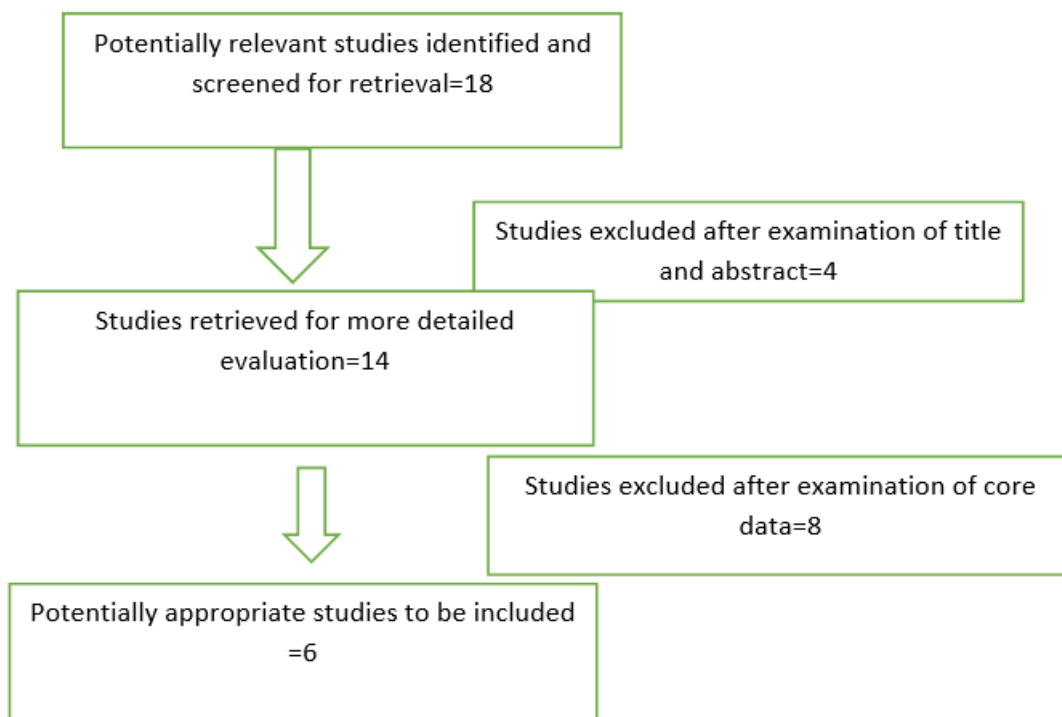 Potentially relevant studies identified and
screened for retrieval=18
Studies excluded after examination of title
and abstract=4
Studies retrieved for more detailed
evaluation=14
Studies excluded after examination of core
data=8
Potentially appropriate studies to be included
=6